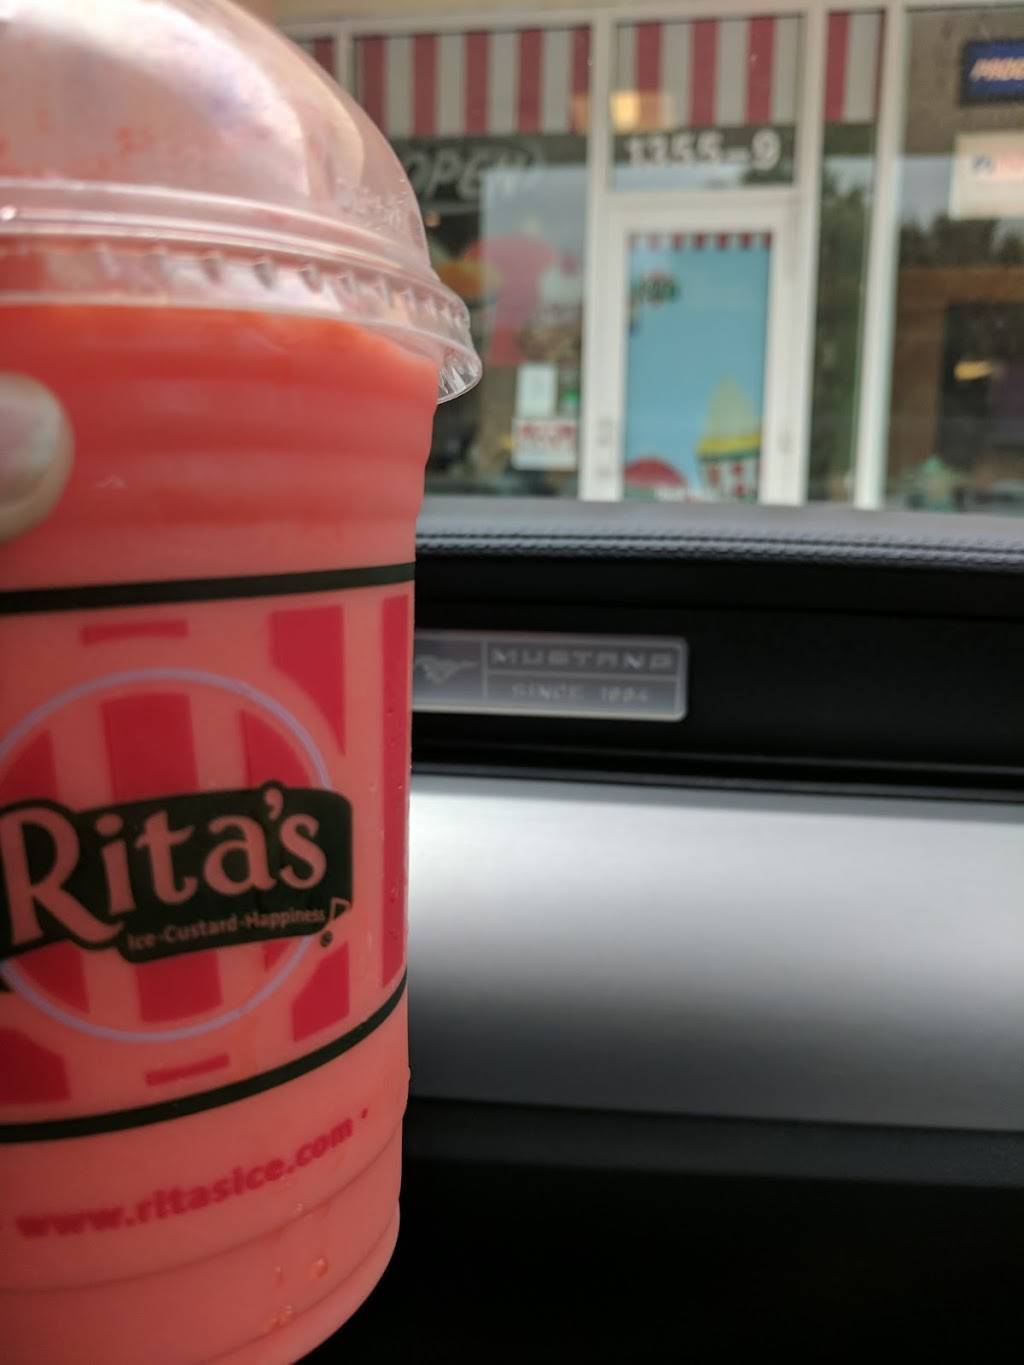 OPEN
1355-9
MUSTANG
SINCE 1964
Rita's
Ice-Custard-Happiness
www.ritasice.com